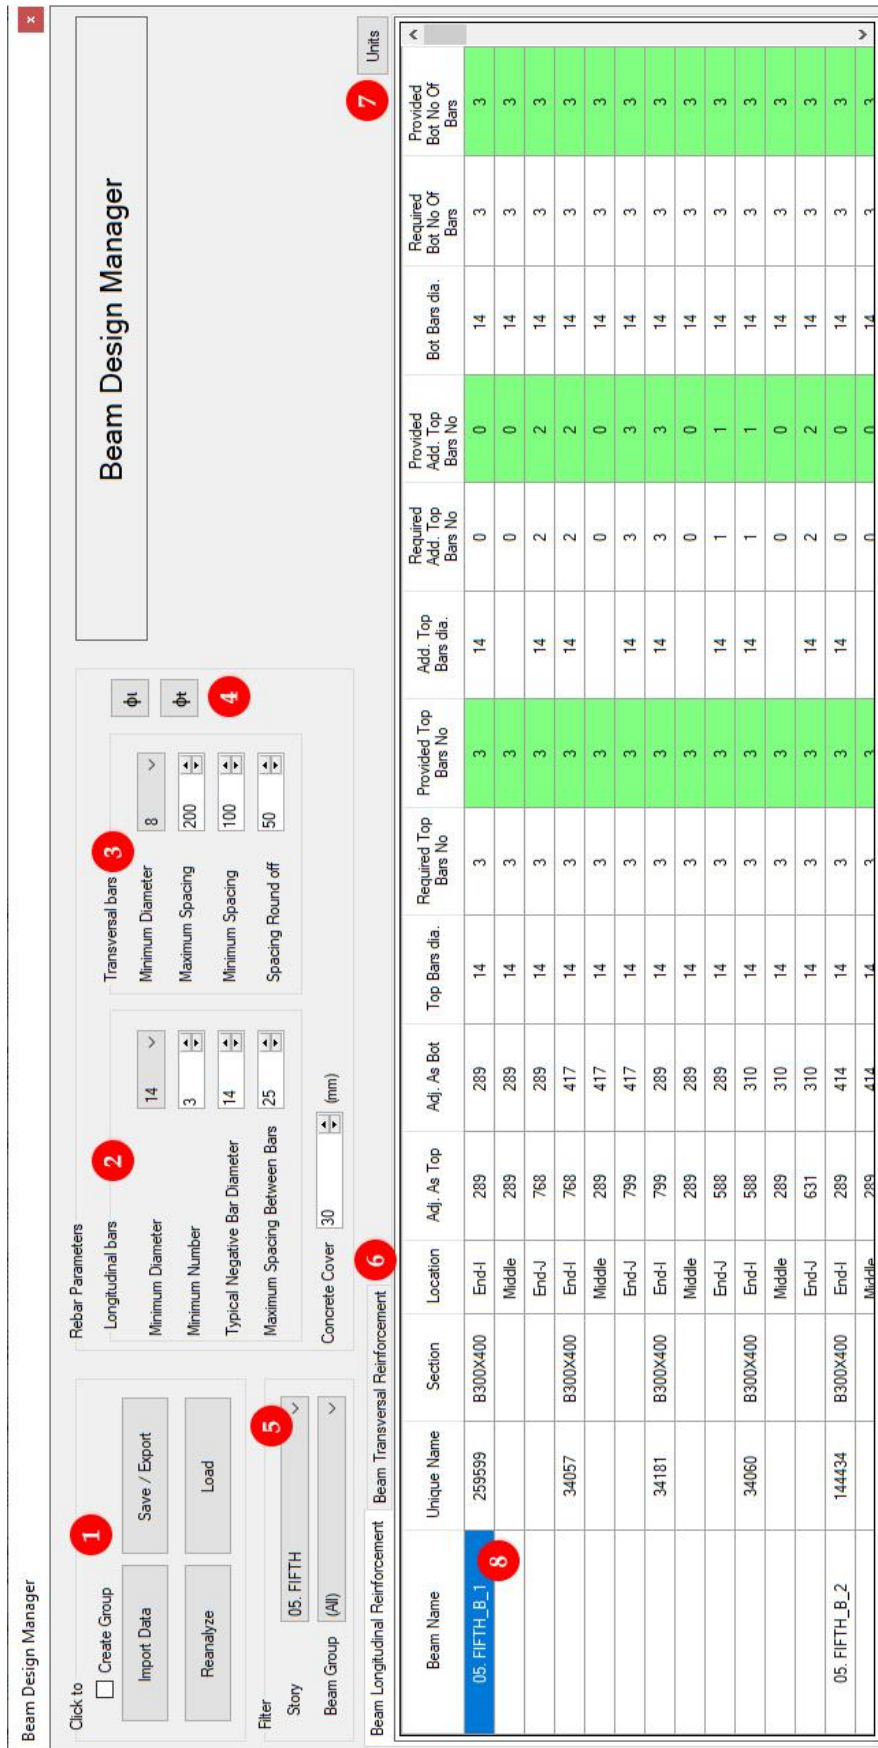 Beam Design Manager
x
Click to
Create Group
1
Import Data
Save / Export
Reanalyze
Load
Filter
Story
05. FIFTH
5
Beam Group
(All)
Rebar Parameters
Longitudinal bars
2
Minimum Diameter
14
Minimum Number
3
Typical Negative Bar Diameter
14
Maximum Spacing Between Bars
25
Concrete Cover
30
(mm)
Transversal bars
3
Minimum Diameter
8
Maximum Spacing
200
Minimum Spacing
100
Spacing Round off
50
ϕι
ϕt
4
Beam Design Manager
Beam Longitudinal Reinforcement
Beam Transversal Reinforcement
6
7
Units
Beam Name Unique Name Section Location Adj. As Top Adj. As Bot Top Bars dia. Required Top Bars No Provided Top Bars No Add. Top Bars dia. Required Add. Top Bars No Provided Add. Top Bars No Bot Bars dia. Required Bot No Of Bars Provided Bot No Of Bars
05. FIFTH_B_1 259599 B300X400 End-I 289 289 14 3 3 14 0 0 14 3 3
8 Middle 289 289 14 3 3 0 0 14 3 3
End-J 768 289 14 3 3 14 2 2 14 3 3
34057 B300X400 End-I 768 417 14 3 3 14 2 2 14 3 3
Middle 289 417 14 3 3 0 0 14 3 3
End-J 799 417 14 3 3 14 3 3 14 3 3
34181 B300X400 End-I 799 289 14 3 3 14 3 3 14 3 3
Middle 289 289 14 3 3 0 0 14 3 3
End-J 588 289 14 3 3 14 1 1 14 3 3
34060 B300X400 End-I 588 310 14 3 3 14 1 1 14 3 3
Middle 289 310 14 3 3 0 0 14 3 3
End-J 631 310 14 3 3 14 2 2 14 3 3
05. FIFTH_B_2 144434 B300X400 End-I 289 414 14 3 3 14 0 0 14 3 3
Middle 289 414 14 3 3 0 0 14 3 3